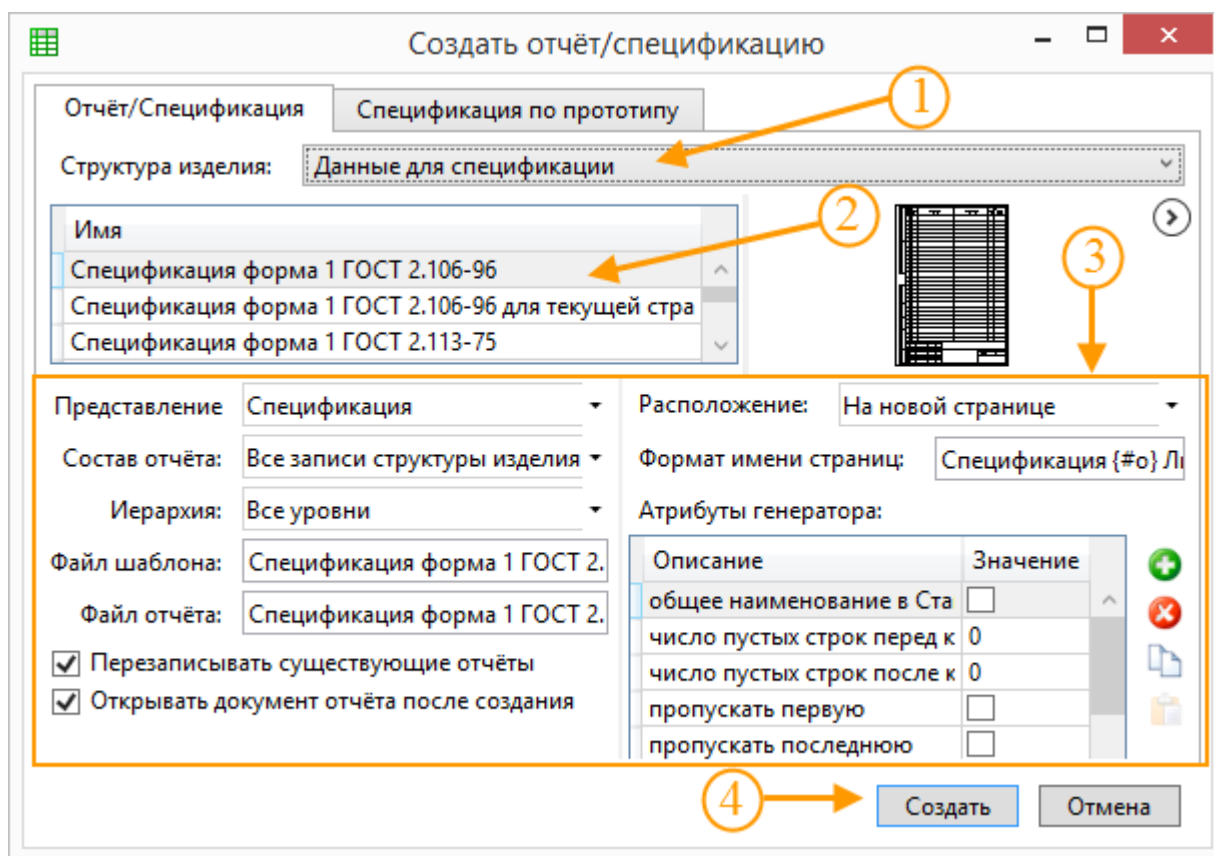 Создать отчёт/спецификацию
1
Отчёт/Спецификация Спецификация по прототипу
Структура изделия: Данные для спецификации
2
Имя
3
Спецификация форма 1 ГОСТ 2.106-96
Спецификация форма 1 ГОСТ 2.106-96 для текущей стра
Спецификация форма 1 ГОСТ 2.113-75
Представление Спецификация
Состав отчёта: Все записи структуры изделия
Иерархия: Все уровни
Файл шаблона: Спецификация форма 1 ГОСТ 2.
Файл отчёта: Спецификация форма 1 ГОСТ 2.
Перезаписывать существующие отчёты
Открывать документ отчёта после создания
Расположение: На новой странице
Формат имени страниц: Спецификация {#o} Ли
Атрибуты генератора:
Описание Значение
общее наименование в Ста
число пустых строк перед к 0
число пустых строк после к 0
пропускать первую
пропускать последнюю
4
Создать Отмена